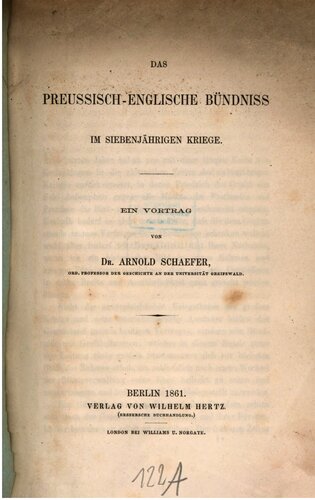 DAS
PREUSSISCH-ENGLISCHE BÜNDNISS
IM SIEBENJÄHRIGEN KRIEGE.
EIN VORTRAG
VON
DR. ARNOLD SCHAEFER,
ORD. PROFESSOR DER GESCHICHTE AN DER UNIVERSITÄT GREIFSWALD.
BERLIN 1861.
VERLAG VON WILHELM HERTZ.
(BESSERSCHE BUCHHANDLUNG.)
LONDON BEI WILLIAMS U. NORGATE.
122A